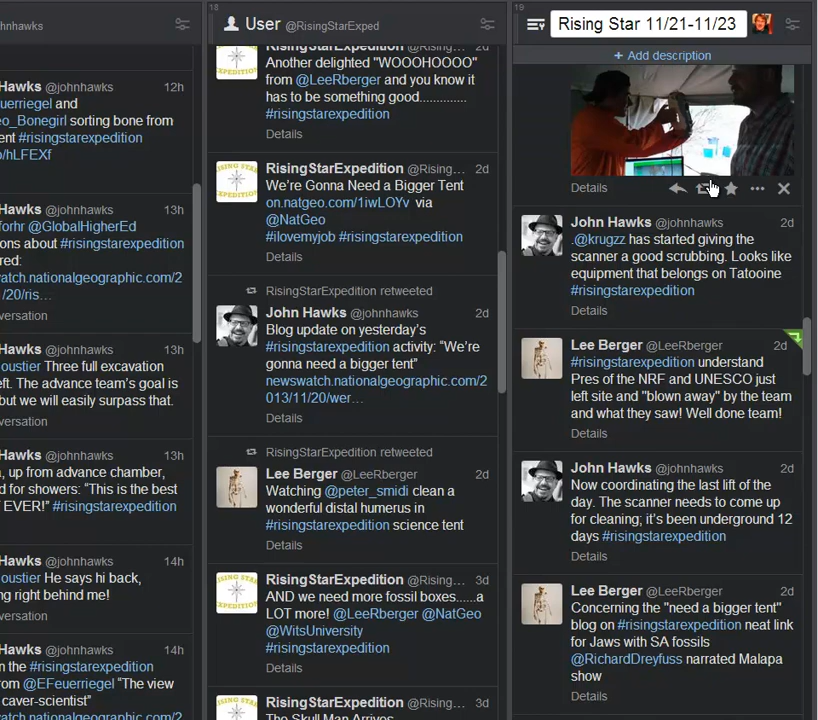 hnhawks
Hawks @johnhawks 12h
uerriegel and
eo_Bonegirl sorting bone from
ent #risingstarexpedition
o/hLFEXf
Hawks @johnhawks 13h
forhr @GlobalHigherEd
ons about #risingstarexpedition
red:
vatch.nationalgeographic.com/2
/20/ris…
versation
Hawks @johnhawks 13h
oustier Three full excavation
eft. The advance team's goal is
but we will easily surpass that.
versation
Hawks @johnhawks 13h
, up from advance chamber,
d for showers: “This is the best
EVER!” #risingstarexpedition
Hawks @johnhawks 14h
oustier He says hi back,
ng right behind me!
versation
Hawks @johnhawks 14h
n the #risingstarexpedition
rom @EFeuerriegel “The view
caver-scientist”
vatch.nationalgeographic.com/2
18
User @RisingStarExped
RisingStarExpedition @Rising... 2d
Another delighted "WOOOHOOOO"
from @LeeRberger and you know it
has to be something good..............
#risingstarexpedition
Details
RisingStarExpedition @Rising... 2d
We're Gonna Need a Bigger Tent
on.natgeo.com/1iwLOYv via
@NatGeo
#ilovemyjob #risingstarexpedition
Details
RisingStarExpedition retweeted
John Hawks @johnhawks 2d
Blog update on yesterday's
#risingstarexpedition activity: “We're
gonna need a bigger tent”
newswatch.nationalgeographic.com/2
013/11/20/wer…
Details
RisingStarExpedition retweeted
Lee Berger @LeeRberger 2d
Watching @peter_smidi clean a
wonderful distal humerus in
#risingstarexpedition science tent
Details
RisingStarExpedition @Rising... 3d
AND we need more fossil boxes......a
LOT more! @LeeRberger @NatGeo
@WitsUniversity
#risingstarexpedition
Details
RisingStarExpedition @Rising... 3d
The Skull Man Arrives
19
Rising Star 11/21-11/23
+ Add description
Details
John Hawks @johnhawks 2d
.@krugzz has started giving the
scanner a good scrubbing. Looks like
equipment that belongs on Tatooine
#risingstarexpedition
Details
Lee Berger @LeeRberger 2d
#risingstarexpedition understand
Pres of the NRF and UNESCO just
left site and "blown away" by the team
and what they saw! Well done team!
Details
John Hawks @johnhawks 2d
Now coordinating the last lift of the
day. The scanner needs to come up
for cleaning; it's been underground 12
days #risingstarexpedition
Details
Lee Berger @LeeRberger 2d
Concerning the "need a bigger tent"
blog on #risingstarexpedition neat link
for Jaws with SA fossils
@RichardDreyfuss narrated Malapa
show
Details